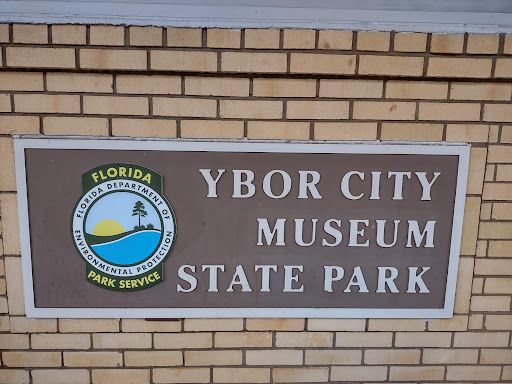 FLORIDA
FLORIDA DEPARTMENT OF
ENVIRONMENTAL PROTECTION
PARK SERVICE
YBOR CITY
MUSEUM
STATE PARK